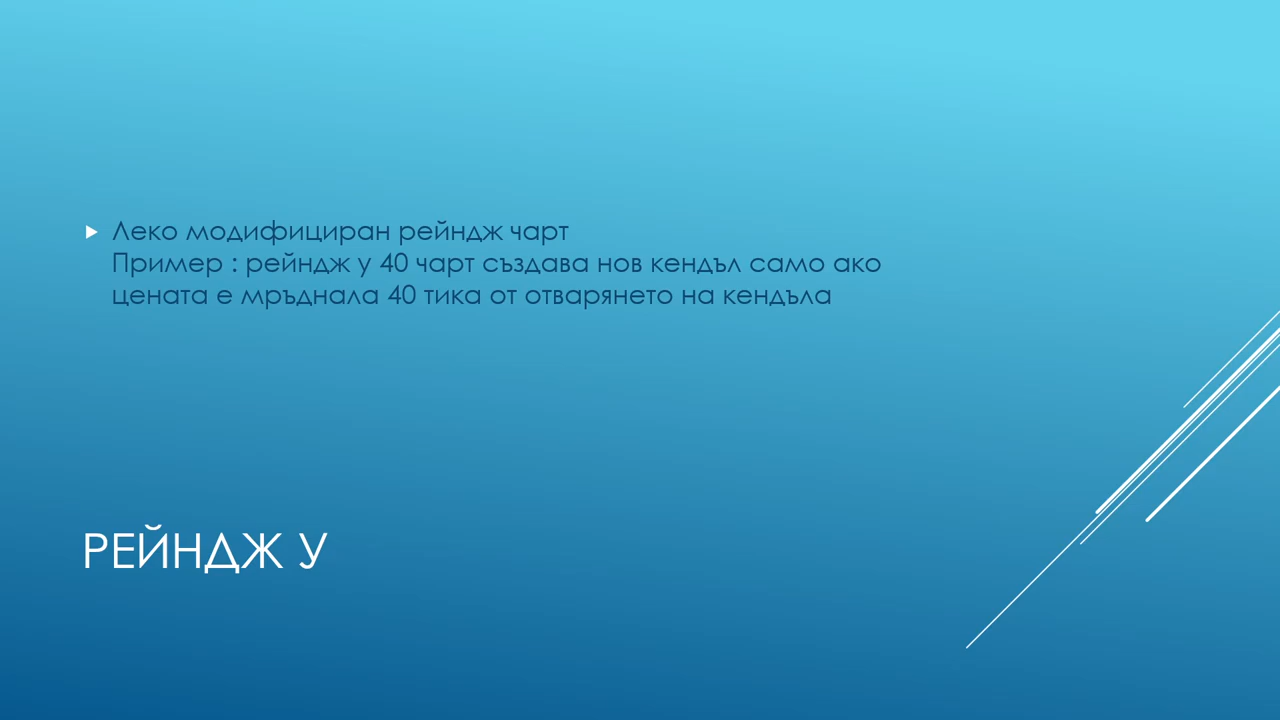 Леко модифициран рейндж чарт
Пример : рейндж у 40 чарт създава нов кендъл само ако
цената е мръднала 40 тика от отварянето на кендъла
РЕЙНДЖ У